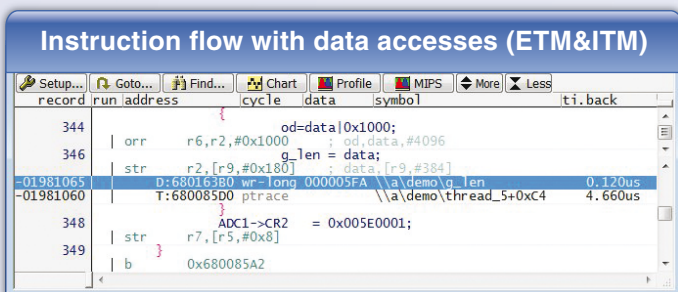 Instruction flow with data accesses (ETM&ITM)
Setup... Goto... Find... Chart Profile MIPS More Less
record run address cycle data symbol ti.back
{
344 od=data|0x1000;
orr r6,r2,#0x1000 ; od,data,#4096
346 g_len = data;
str r2,[r9,#0x180] ; data,[r9,#384]
-01981065 D:680163B0 wr-long 000005FA \\a\demo\g_len 0.120us
-01981060 T:680085D0 ptrace \\a\demo\thread_5+0xC4 4.660us
}
348 ADC1->CR2 = 0x005E0001;
str r7,[r5,#0x8]
349 }
b 0x680085A2